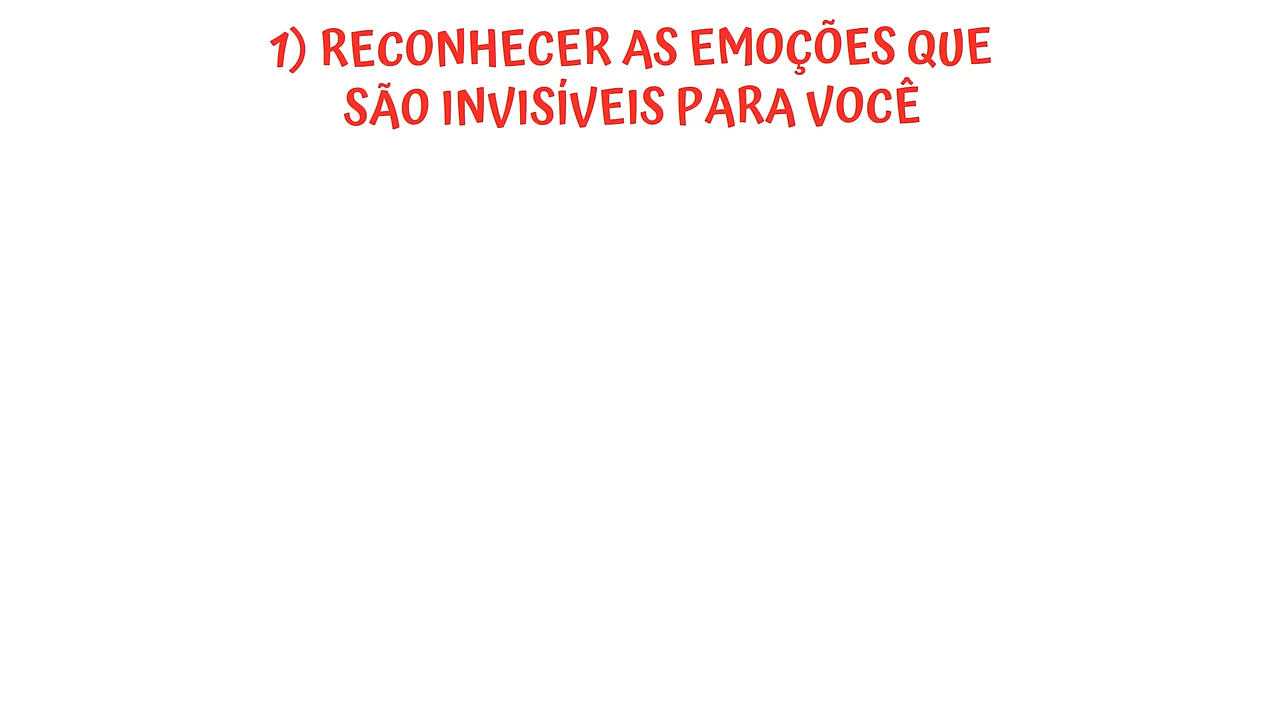 1) RECONHECER AS EMOÇÕES QUE
SÃO INVISÍVEIS PARA VOCÊ